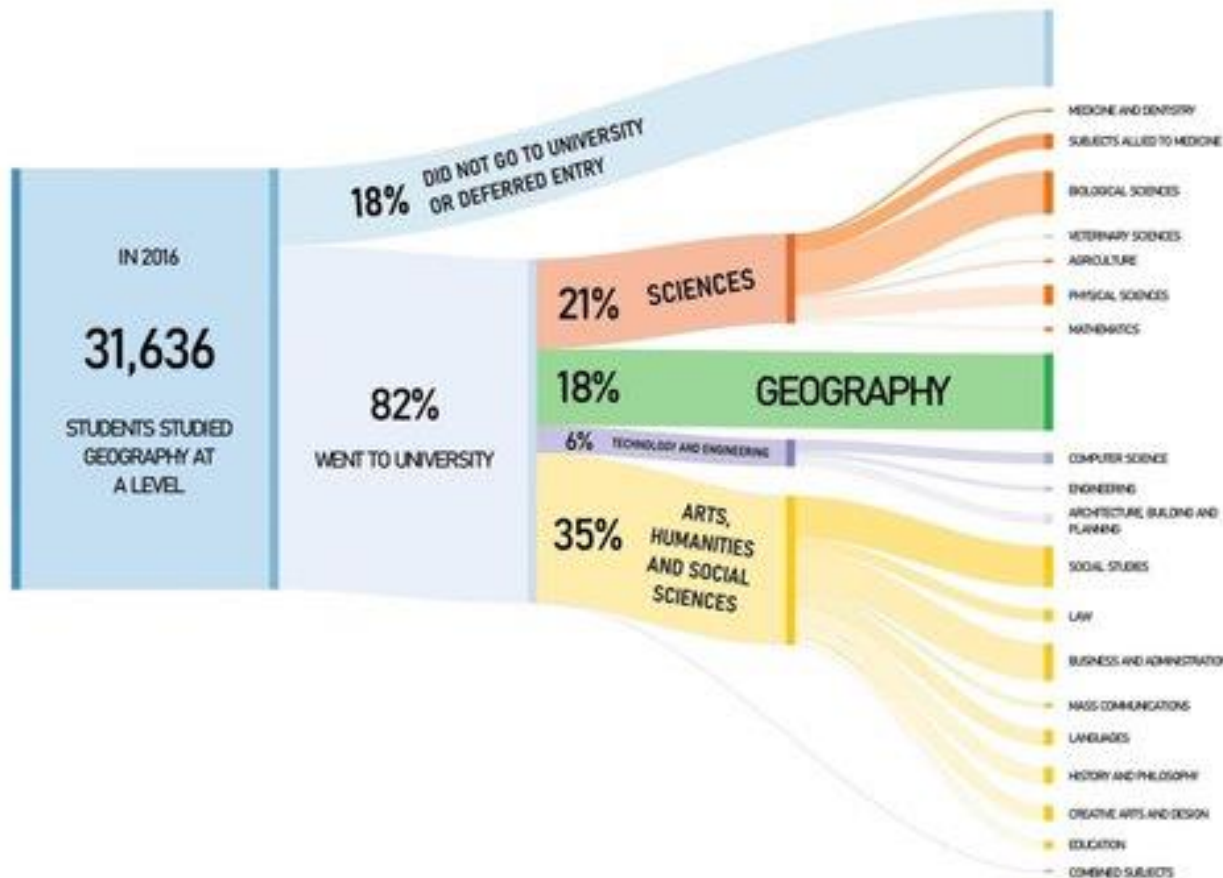 IN 2016
31,636
STUDENTS STUDIED
GEOGRAPHY AT
A LEVEL
18%
DID NOT GO TO UNIVERSITY
OR DEFERRED ENTRY
82%
WENT TO UNIVERSITY
21%
SCIENCES
18%
GEOGRAPHY
6%
TECHNOLOGY AND ENGINEERING
35%
ARTS,
HUMANITIES
AND SOCIAL
SCIENCES
MEDICINE AND DENTISTRY
SUBJECTS ALLIED TO MEDICINE
BIOLOGICAL SCIENCES
VETERINARY SCIENCES
AGRICULTURE
PHYSICAL SCIENCES
MATHEMATICS
COMPUTER SCIENCE
ENGINEERING
ARCHITECTURE, BUILDING AND
PLANNING
SOCIAL STUDIES
LAW
BUSINESS AND ADMINISTRATIO
MASS COMMUNICATIONS
LANGUAGES
HISTORY AND PHILOSOPHY
CREATIVE ARTS AND DESIGN
EDUCATION
COMBINED SUBJECTS